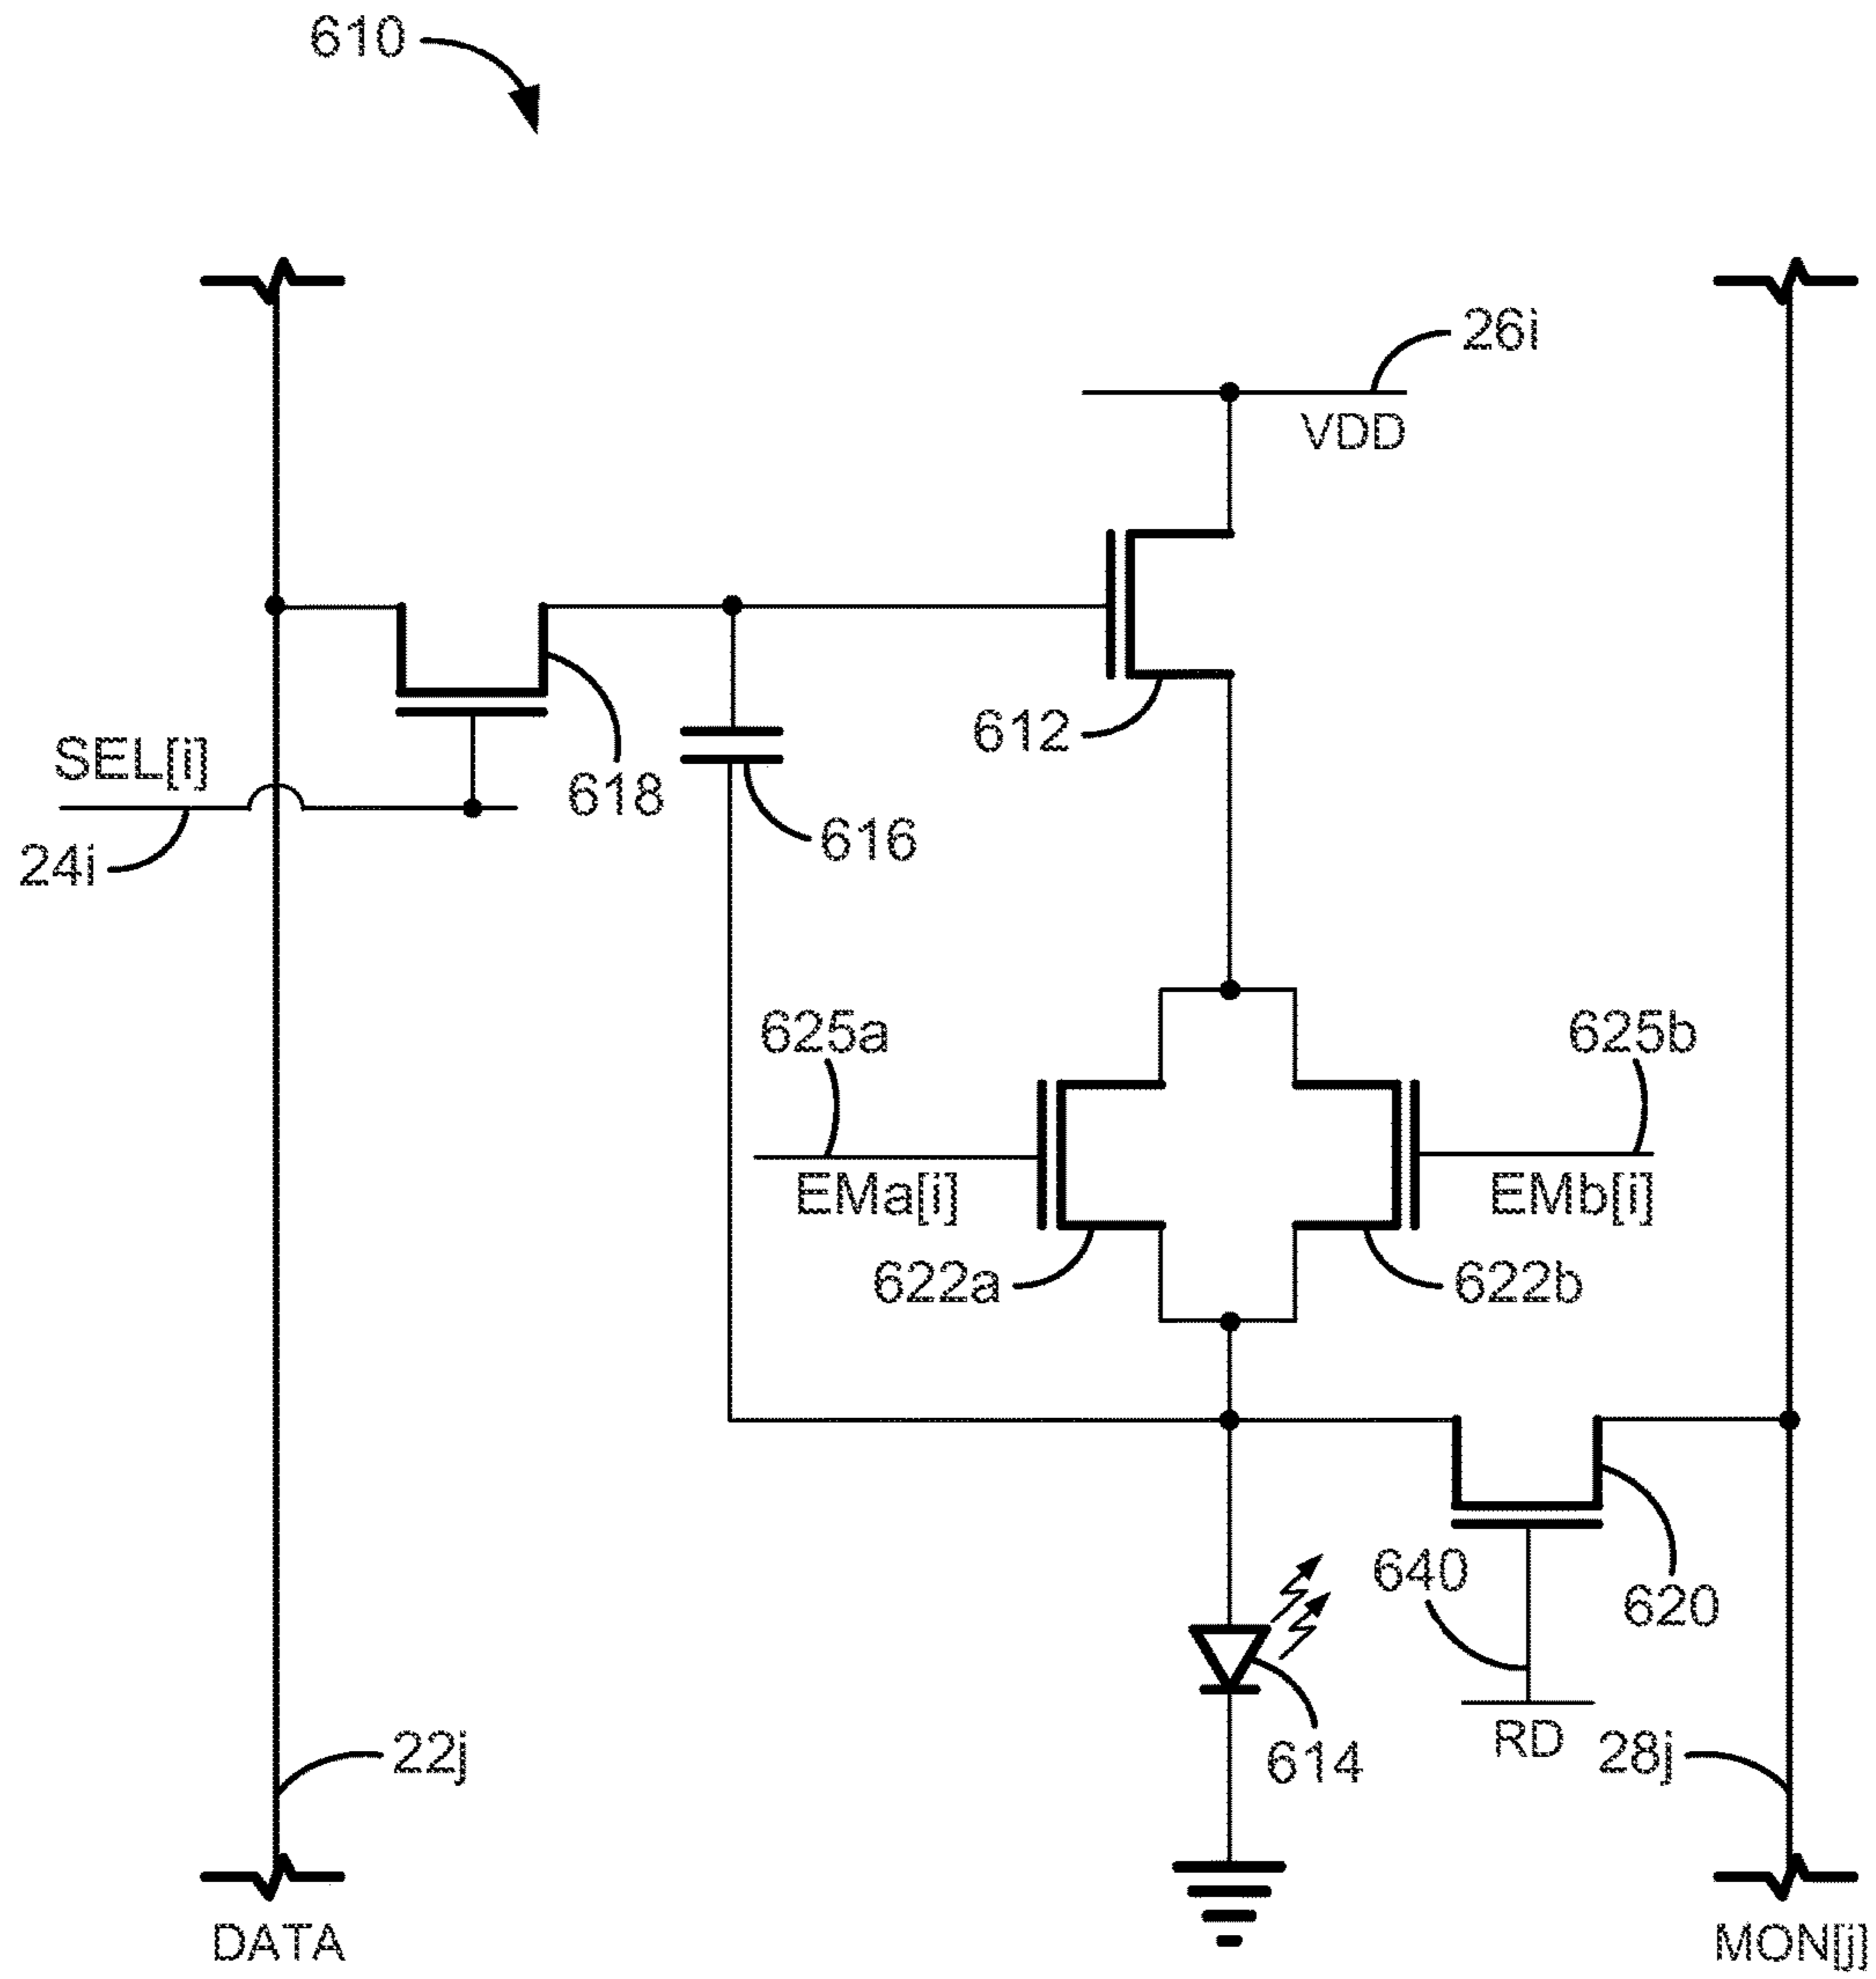 610
26i
VDD
612
SEL[i]
618
616
24i
625a
625b
EMa[i]
EMb[i]
622a
622b
640
620
RD
22j
614
28j
DATA
MON[j]